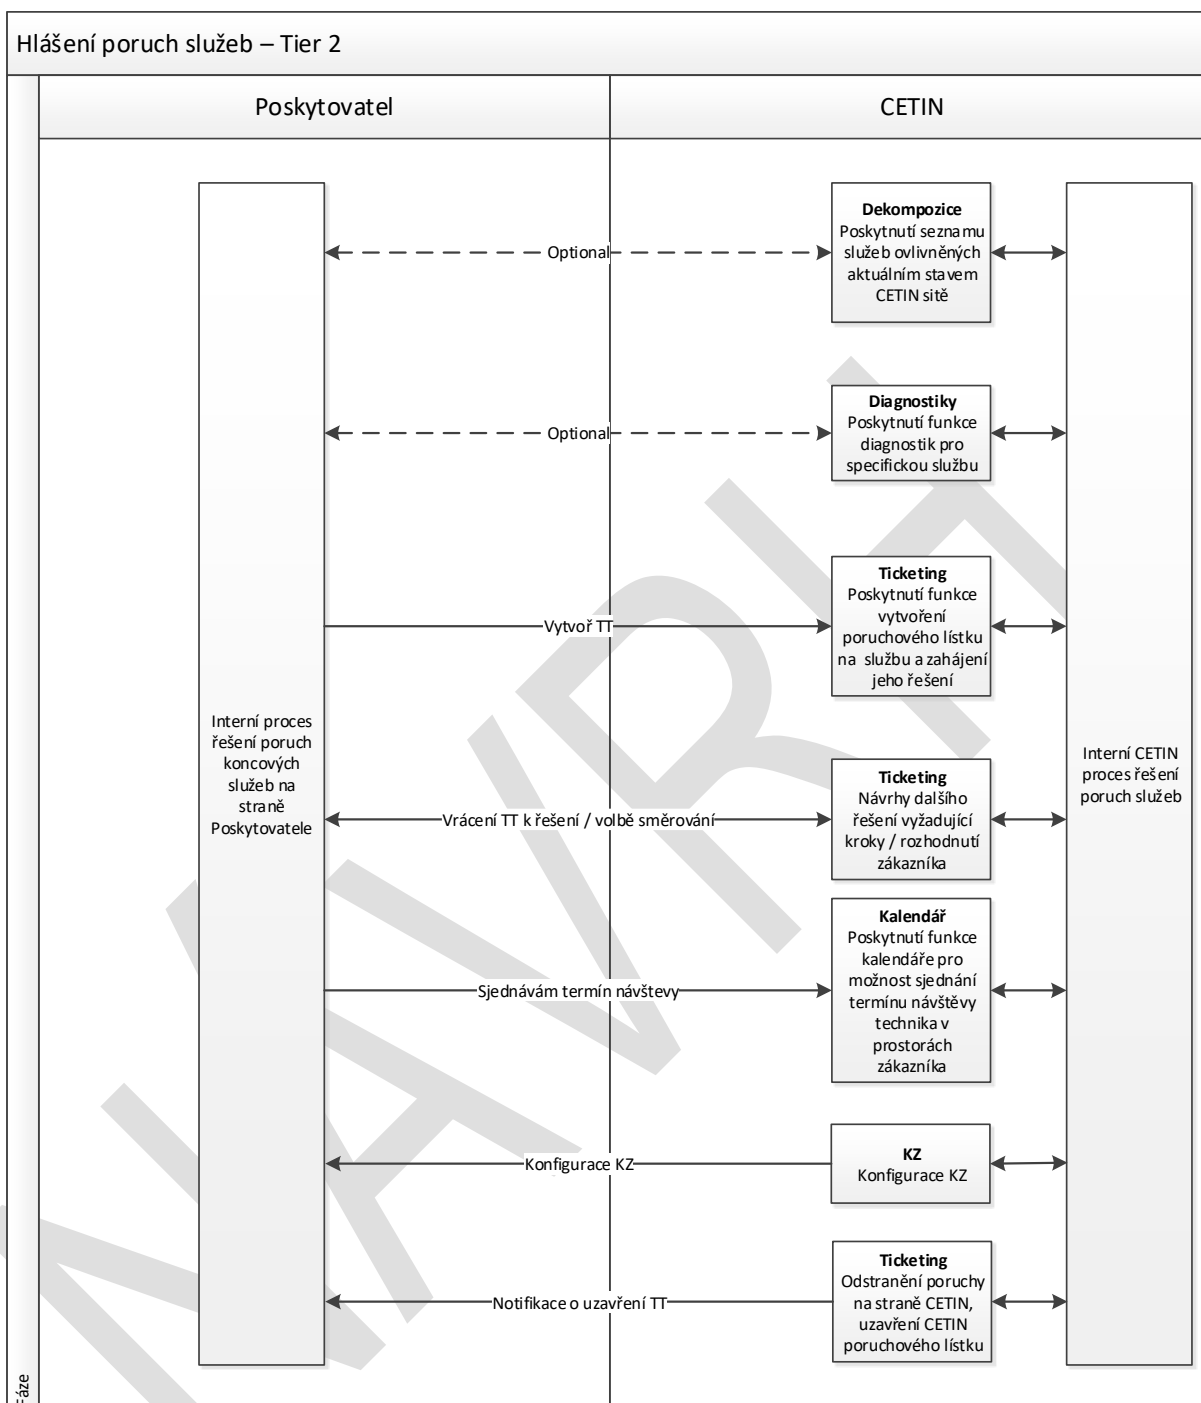 Hlášení poruch služeb – Tier 2
Poskytovatel
CETIN
Dekompozice
Poskytnutí seznamu
služeb ovlivněných
aktuálním stavem
CETIN sítě
Optional
Diagnostiky
Poskytnutí funkce
diagnostik pro
specifickou službu
Optional
Ticketing
Poskytnutí funkce
vytvoření
poruchového lístku
na službu a zahájení
jeho řešení
Vytvoř TT
Interní proces
řešení poruch
koncových
služeb na
straně
Poskytovatele
Interní CETIN
proces řešení
poruch služeb
Ticketing
Návrhy dalšího
řešení vyžadující
kroky / rozhodnutí
zákazníka
Vrácení TT k řešení / volbě směrování
Kalendář
Poskytnutí funkce
kalendáře pro
možnost sjednání
termínu návštěvy
technika v
prostorách
zákazníka
Sjednávám termín návštevy
KZ
Konfigurace KZ
Konfigurace KZ
Ticketing
Odstranění poruchy
na straně CETIN,
uzavření CETIN
poruchového lístku
Notifikace o uzavření TT
Fáze
NÁVRH